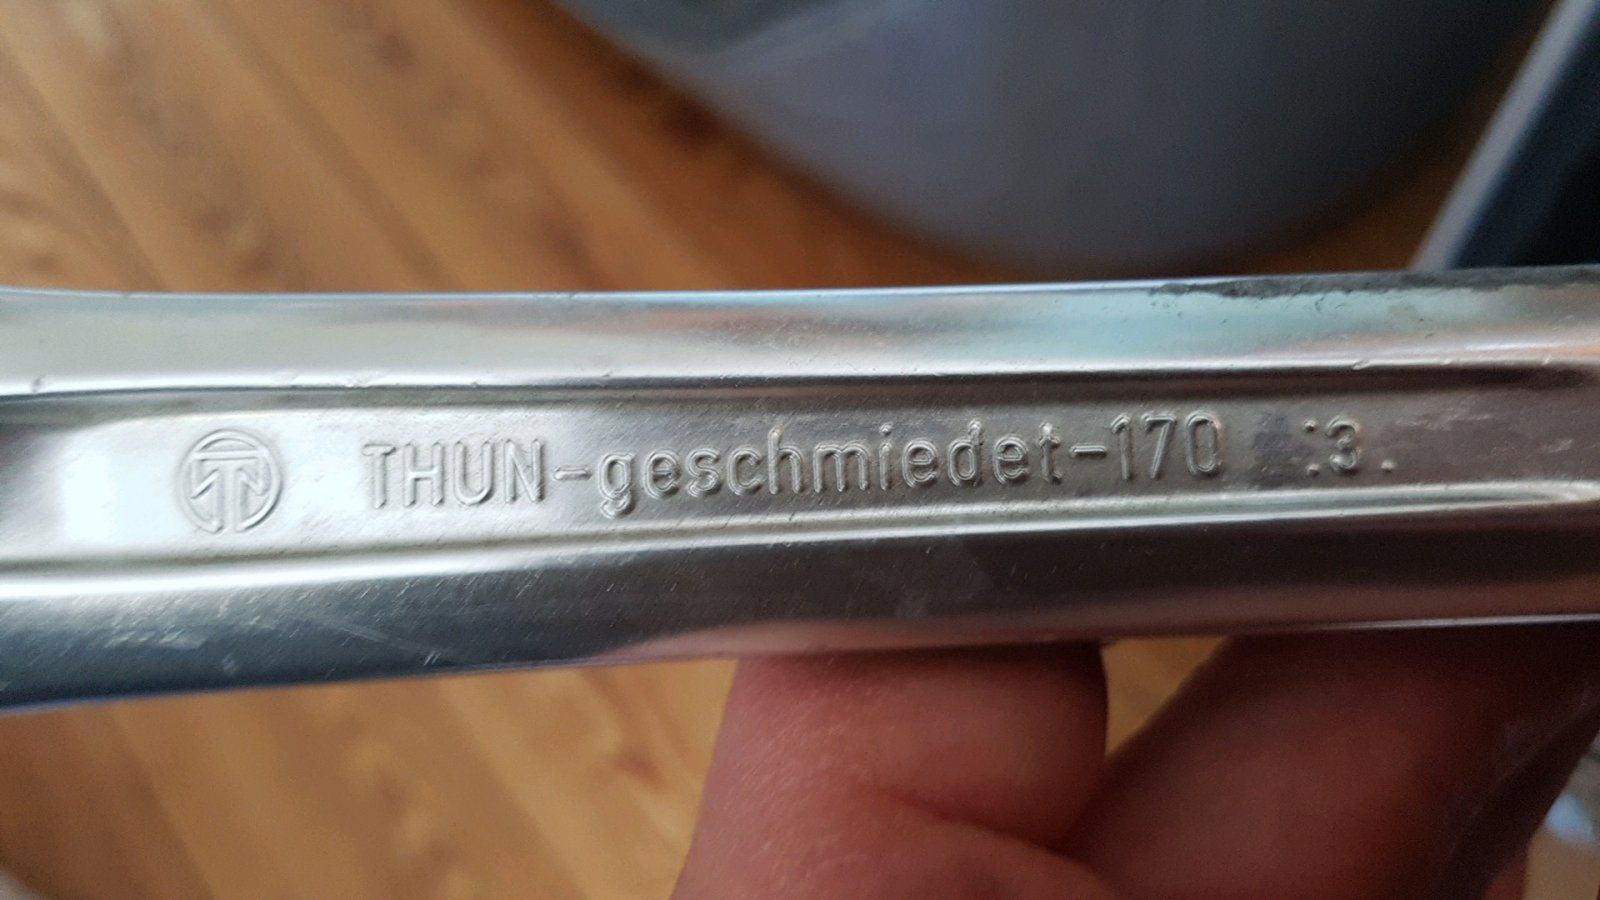 THUN-geschmiedet-170 :3.